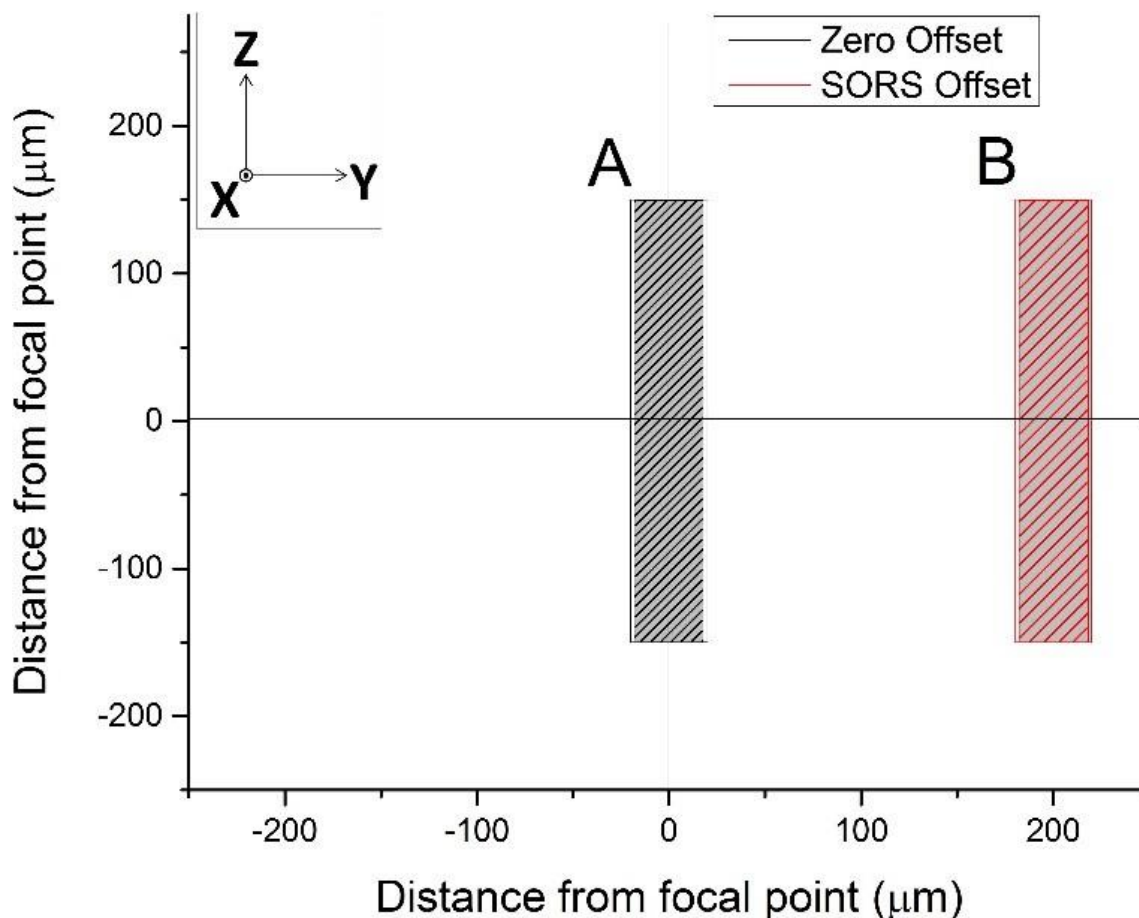 Z
X
Y
Zero Offset
SORS Offset
A
B
Distance from focal point (μm)
200
100
0
-100
-200
-200
-100
0
100
200
Distance from focal point (μm)